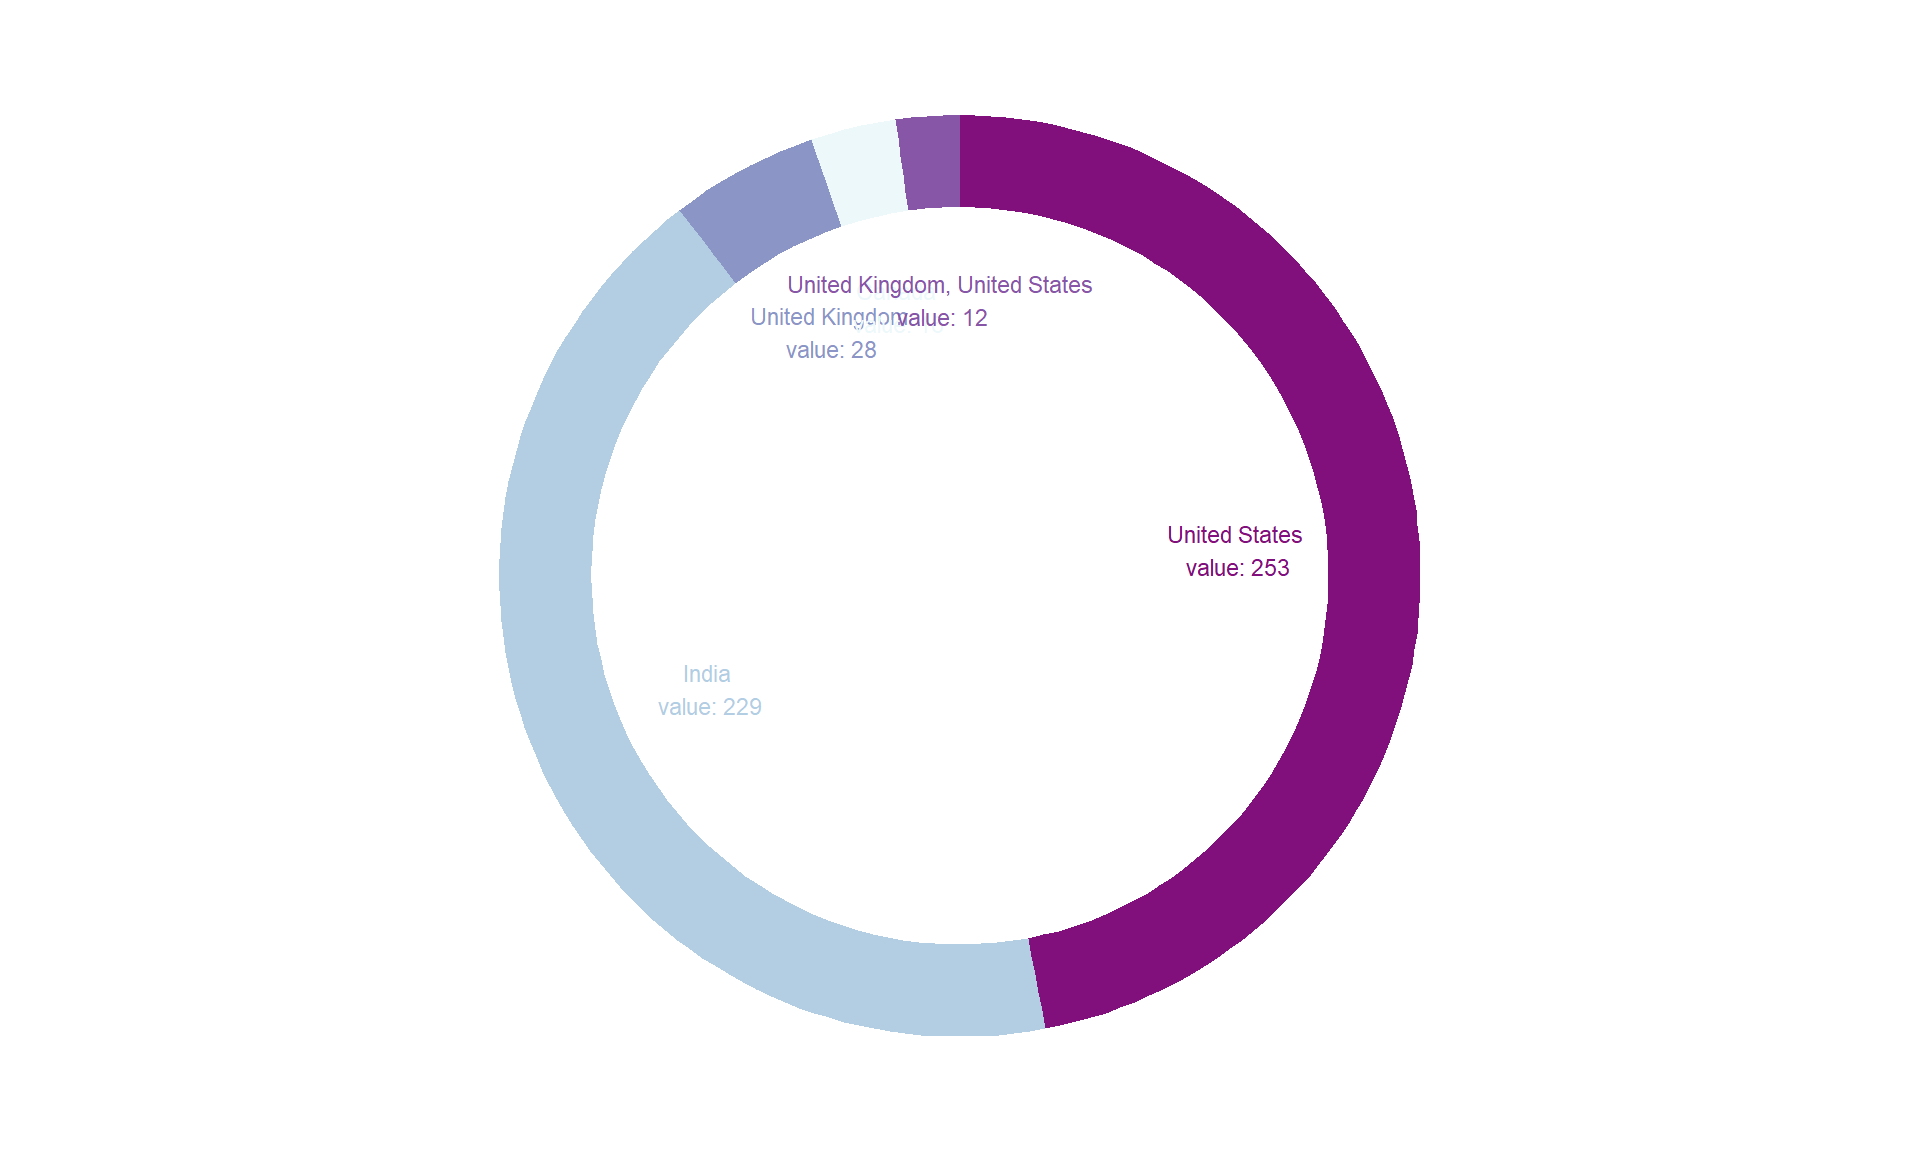 United Kingdom, United States
value: 12
United Kingdom
value: 28
United States
value: 253
India
value: 229